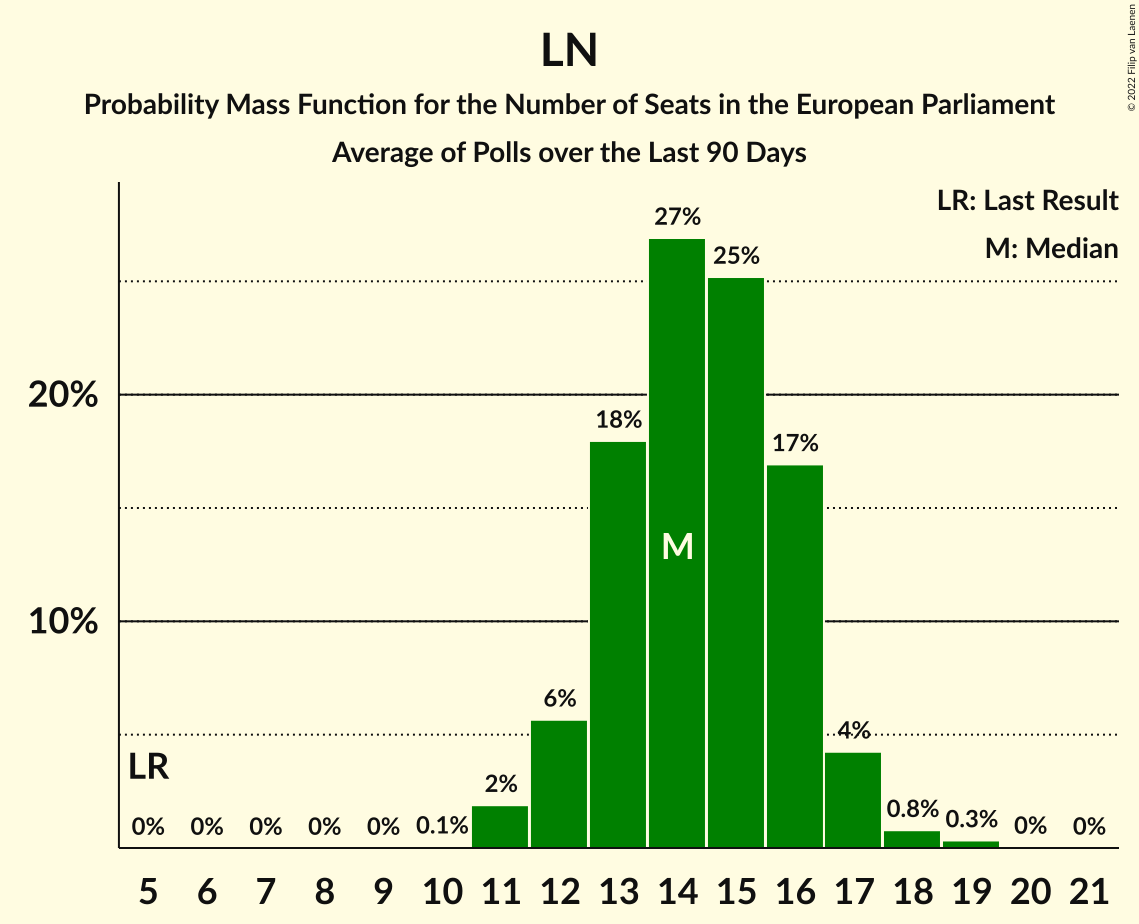 LN
Probability Mass Function for the Number of Seats in the European Parliament
Average of Polls over the Last 90 Days
© 2022 Filip van Laenen
LR: Last Result
M: Median
27%
25%
20%
18%
17%
M
10%
6%
4%
LR
2%
0% 0% 0% 0% 0% 0.1% 0.8% 0.3% 0% 0%
5 6 7 8 9 10 11 12 13 14 15 16 17 18 19 20 21